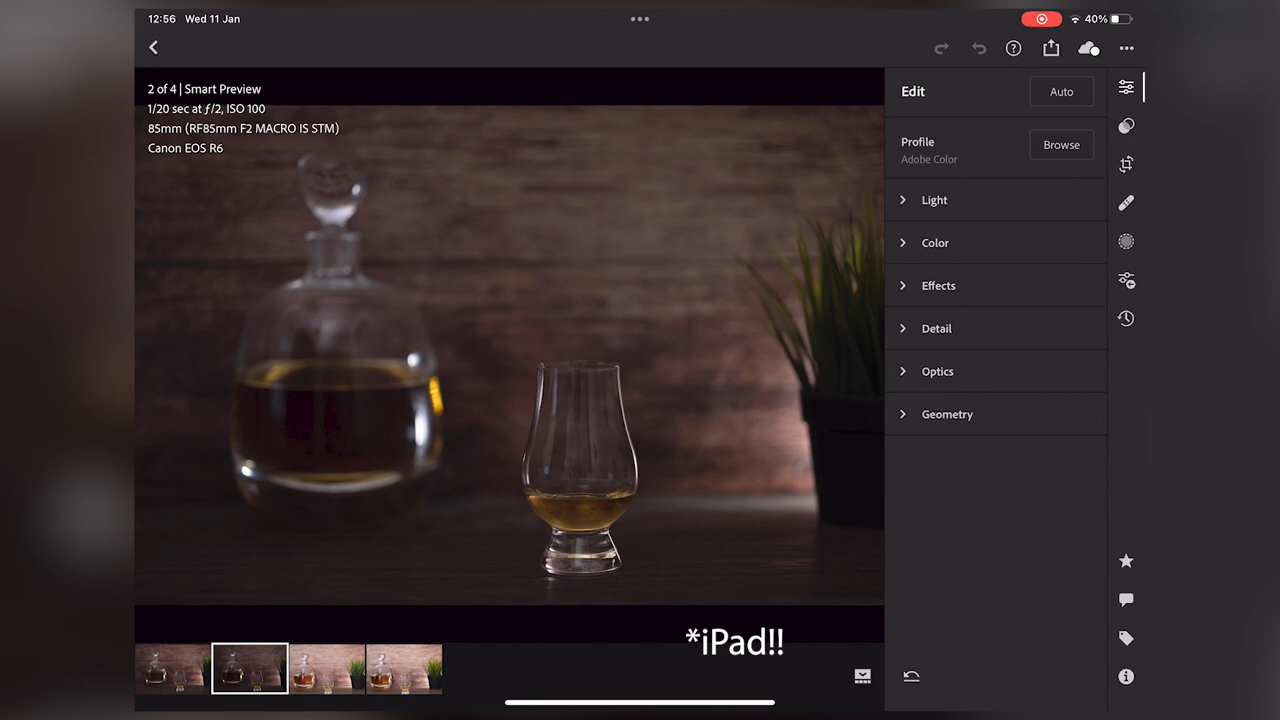 12:56 Wed 11 Jan
40%
2 of 4 | Smart Preview
1/20 sec at ƒ/2, ISO 100
85mm (RF85mm F2 MACRO IS STM)
Canon EOS R6
Edit
Auto
Profile
Adobe Color
Browse
Light
Color
Effects
Detail
Optics
Geometry
*iPad!!